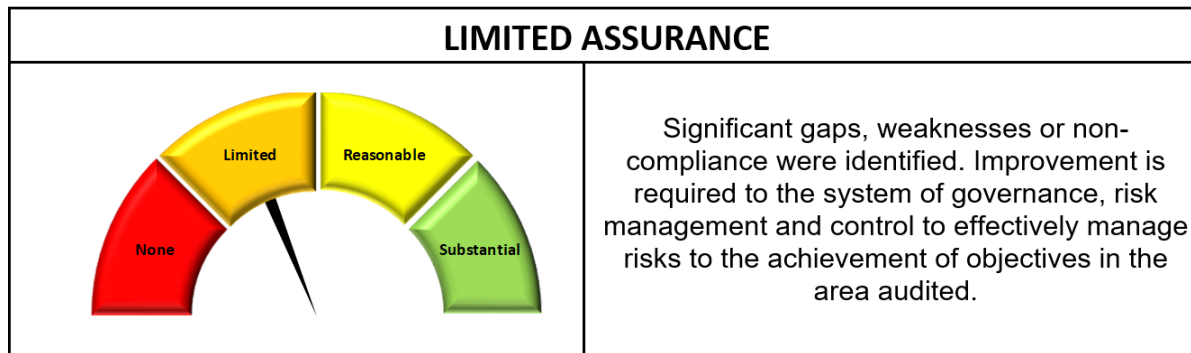 LIMITED ASSURANCE
Limited
Reasonable
None
Substantial
Significant gaps, weaknesses or non-
compliance were identified. Improvement is
required to the system of governance, risk
management and control to effectively manage
risks to the achievement of objectives in the
area audited.